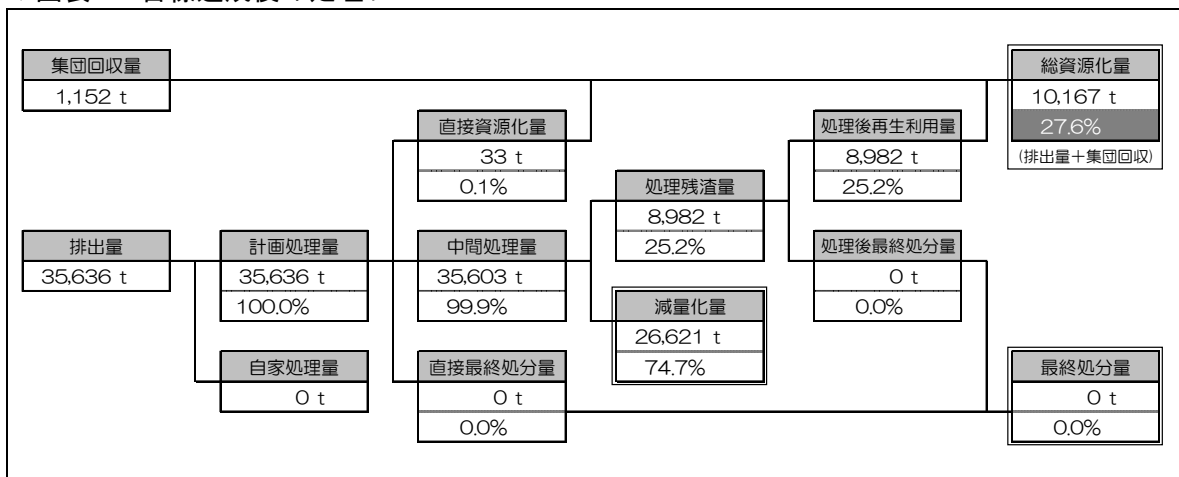 集団回収量
1,152 t
総資源化量
10,167 t
27.6%
(排出量＋集団回収)
直接資源化量
33 t
0.1%
処理後再生利用量
8,982 t
25.2%
処理残渣量
8,982 t
25.2%
排出量
35,636 t
計画処理量
35,636 t
100.0%
中間処理量
35,603 t
99.9%
処理後最終処分量
0 t
0.0%
減量化量
26,621 t
74.7%
自家処理量
0 t
直接最終処分量
0 t
0.0%
最終処分量
0 t
0.0%